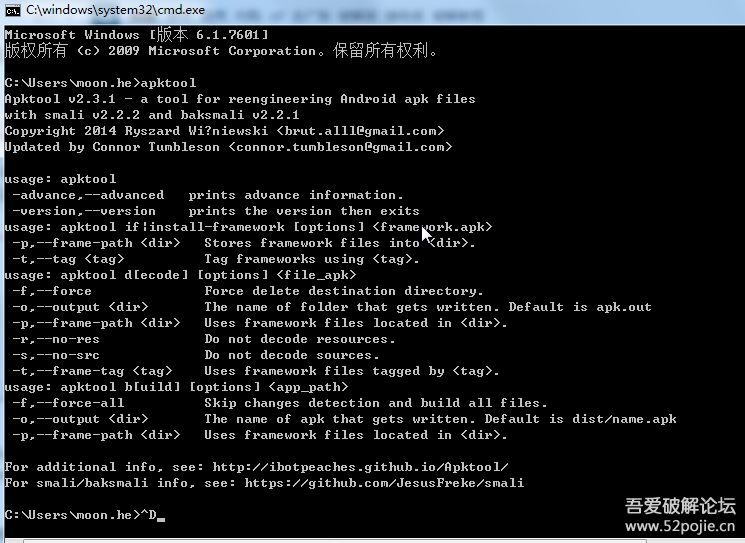 C:\windows\system32\cmd.exe
Microsoft Windows [版本 6.1.7601]
版权所有 (c) 2009 Microsoft Corporation。保留所有权利。
C:\Users\moon.he>apktool
Apktool v2.3.1 - a tool for reengineering Android apk files
with smali v2.2.2 and baksmali v2.2.1
Copyright 2014 Ryszard Wi?niewski <brut.alll@gmail.com>
Updated by Connor Tumbleson <connor.tumbleson@gmail.com>
usage: apktool
-advance,--advanced   prints advance information.
-version,--version    prints the version then exits
usage: apktool if|install-framework [options] <framework.apk>
-p,--frame-path <dir>   Stores framework files into <dir>.
-t,--tag <tag>          Tag frameworks using <tag>.
usage: apktool d[ecode] [options] <file_apk>
-f,--force              Force delete destination directory.
-o,--output <dir>       The name of folder that gets written. Default is apk.out
-p,--frame-path <dir>   Uses framework files located in <dir>.
-r,--no-res             Do not decode resources.
-s,--no-src             Do not decode sources.
-t,--frame-tag <tag>    Uses framework files tagged by <tag>.
usage: apktool b[uild] [options] <app_path>
-f,--force-all          Skip changes detection and build all files.
-o,--output <dir>       The name of apk that gets written. Default is dist/name.apk
-p,--frame-path <dir>   Uses framework files located in <dir>.
For additional info, see: http://ibotpeaches.github.io/Apktool/
For smali/baksmali info, see: https://github.com/JesusFreke/smali
C:\Users\moon.he>^D_
吾爱破解论坛
www.52pojie.cn